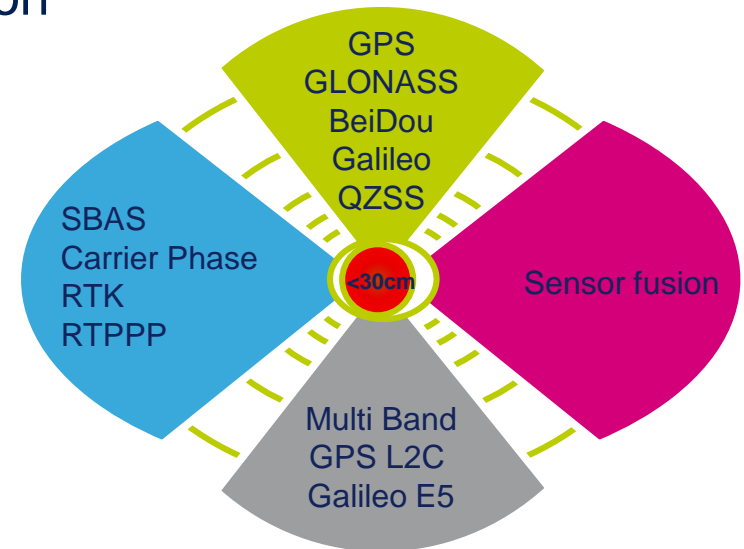 on
GPS
GLONASS
BeiDou
Galileo
QZSS
SBAS
Carrier Phase
RTK
RTPPP
<30cm
Sensor fusion
Multi Band
GPS L2C
Galileo E5